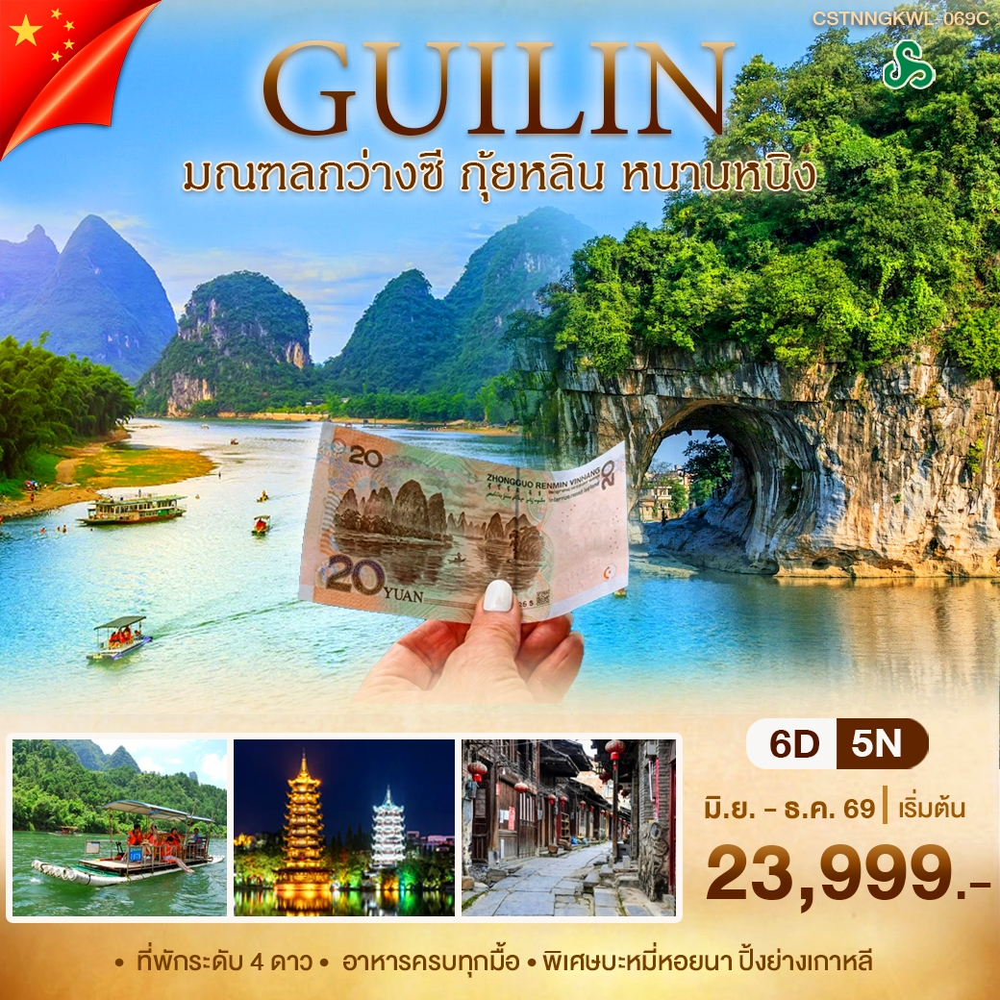 CSTNNGKWL-069C
GUILIN
มณฑลกว่างซี กุ้ยหลิน หนานหนิง
20
ZHONGGUO RENMIN YINHANG
20
20 YUAN
6D 5N
มิ.ย. - ธ.ค. 69 | เริ่มต้น
23,999.-
• ที่พักระดับ 4 ดาว • อาหารครบทุกมื้อ • พิเศษบะหมี่หอยนา ปิ้งย่างเกาหลี